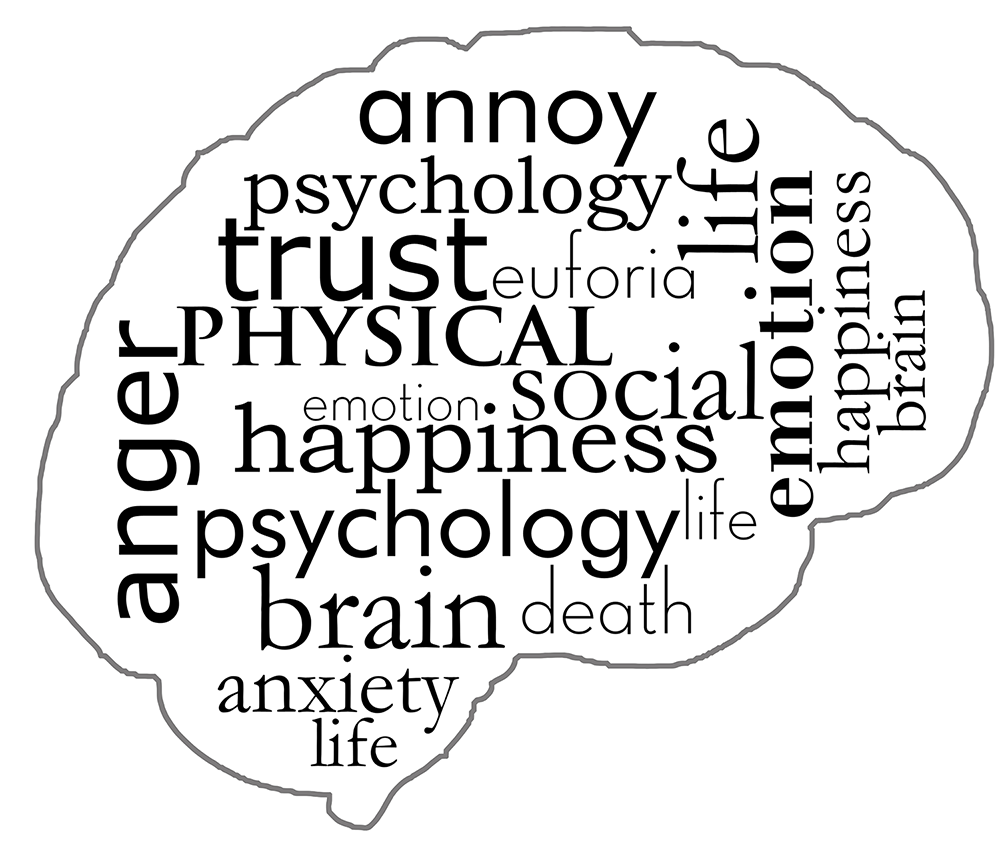 annoy
psychology
life
trust
euforia
PHYSICAL
emotion
social
happiness
anger
psychology
life
brain
death
anxiety
life
emotion
happiness
brain